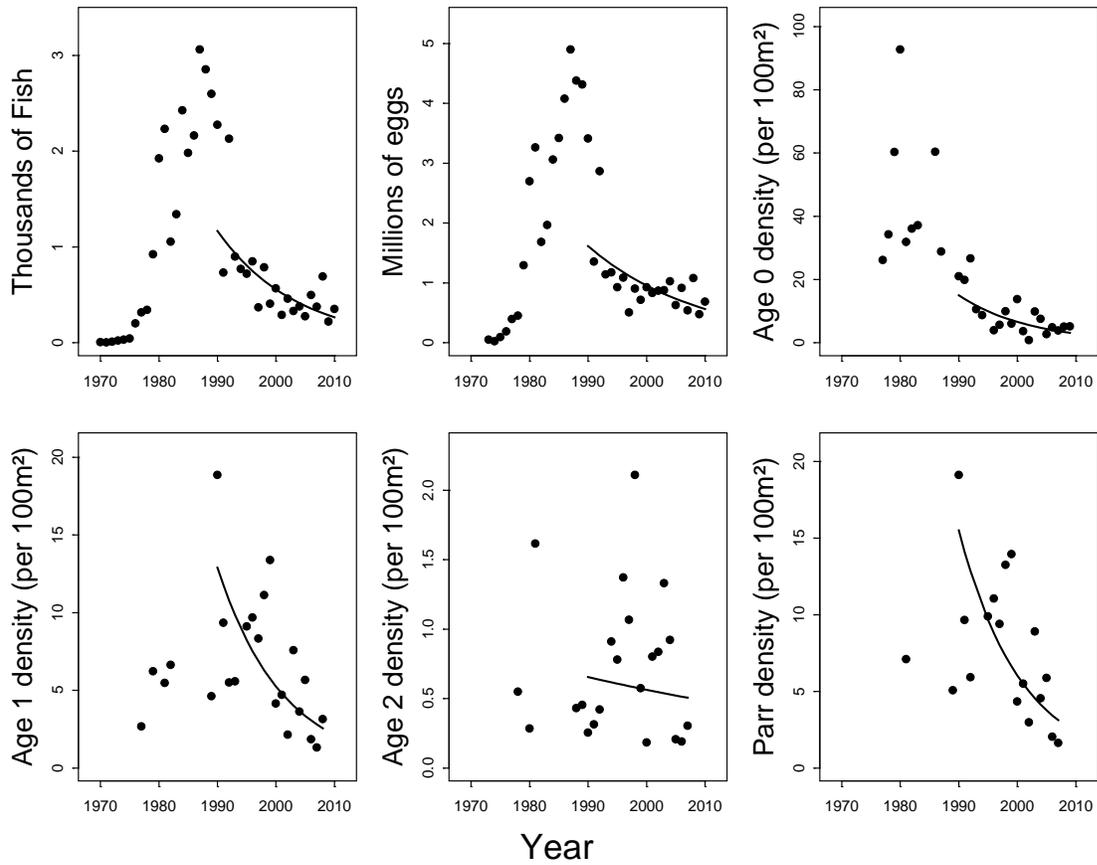 Thousands of Fish
0 1 2 3
1970 1980 1990 2000 2010
Millions of eggs
0 1 2 3 4 5
1970 1980 1990 2000 2010
Age 0 density (per 100m²)
0 20 40 60 80 100
1970 1980 1990 2000 2010
Age 1 density (per 100m²)
0 5 10 15 20
1970 1980 1990 2000 2010
Age 2 density (per 100m²)
0.0 0.5 1.0 1.5 2.0
1970 1980 1990 2000 2010
Parr density (per 100m²)
0 5 10 15 20
1970 1980 1990 2000 2010
Year